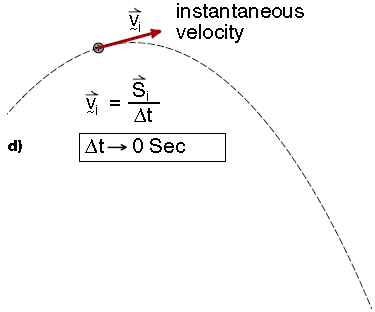 v⃗ᵢ instantaneous
velocity
v⃗ᵢ = S⃗ᵢ / Δt
d) Δt → 0 Sec